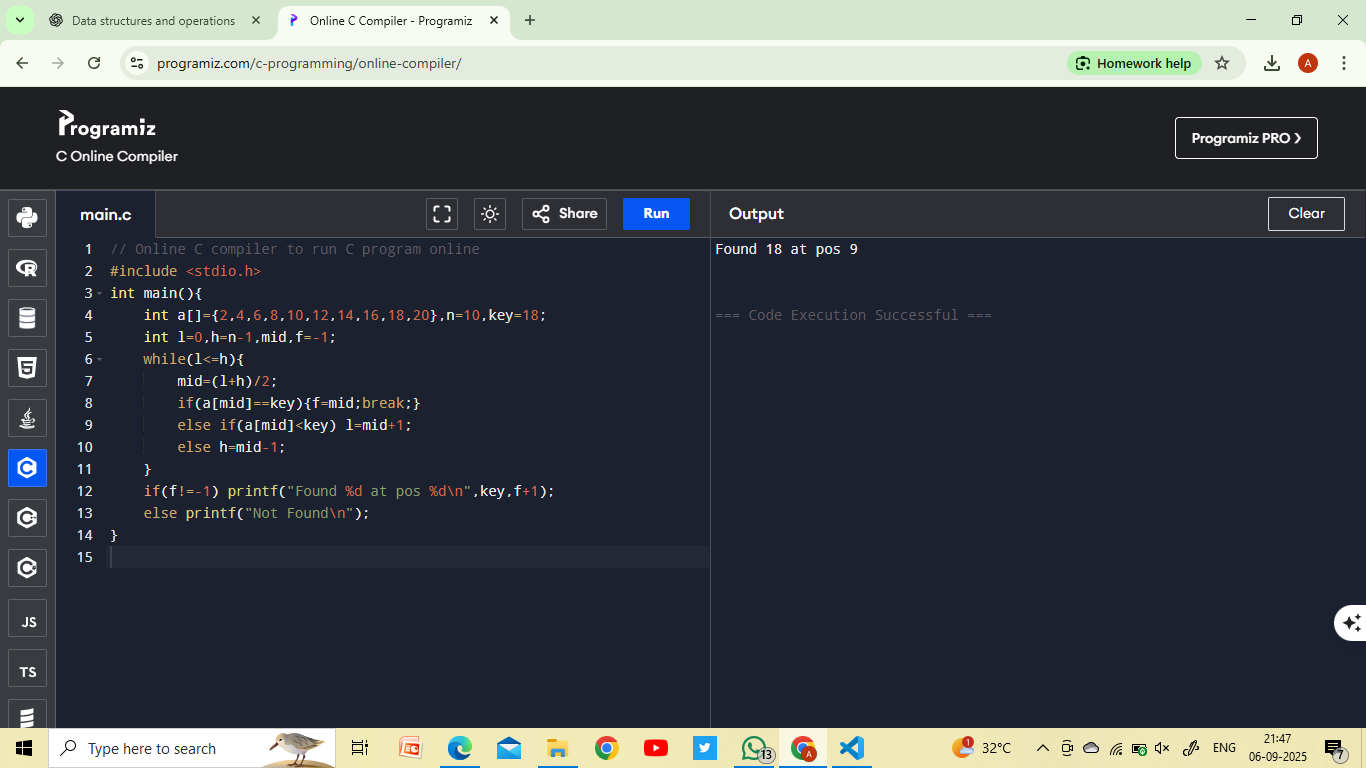 Data structures and operations
Online C Compiler - Programiz
programiz.com/c-programming/online-compiler/
Homework help
A
Programiz
C Online Compiler
Programiz PRO
main.c
Share
Run
Output
Clear
1 // Online C compiler to run C program online
2 #include <stdio.h>
3 int main(){
4 int a[]={2,4,6,8,10,12,14,16,18,20},n=10,key=18;
5 int l=0,h=n-1,mid,f=-1;
6 while(l<=h){
7 mid=(l+h)/2;
8 if(a[mid]==key){f=mid;break;}
9 else if(a[mid]<key) l=mid+1;
10 else h=mid-1;
11 }
12 if(f!=-1) printf("Found %d at pos %d\n",key,f+1);
13 else printf("Not Found\n");
14 }
15
Found 18 at pos 9
=== Code Execution Successful ===
JS
TS
Type here to search
13
A
1
32°C
ENG
21:47
06-09-2025
7